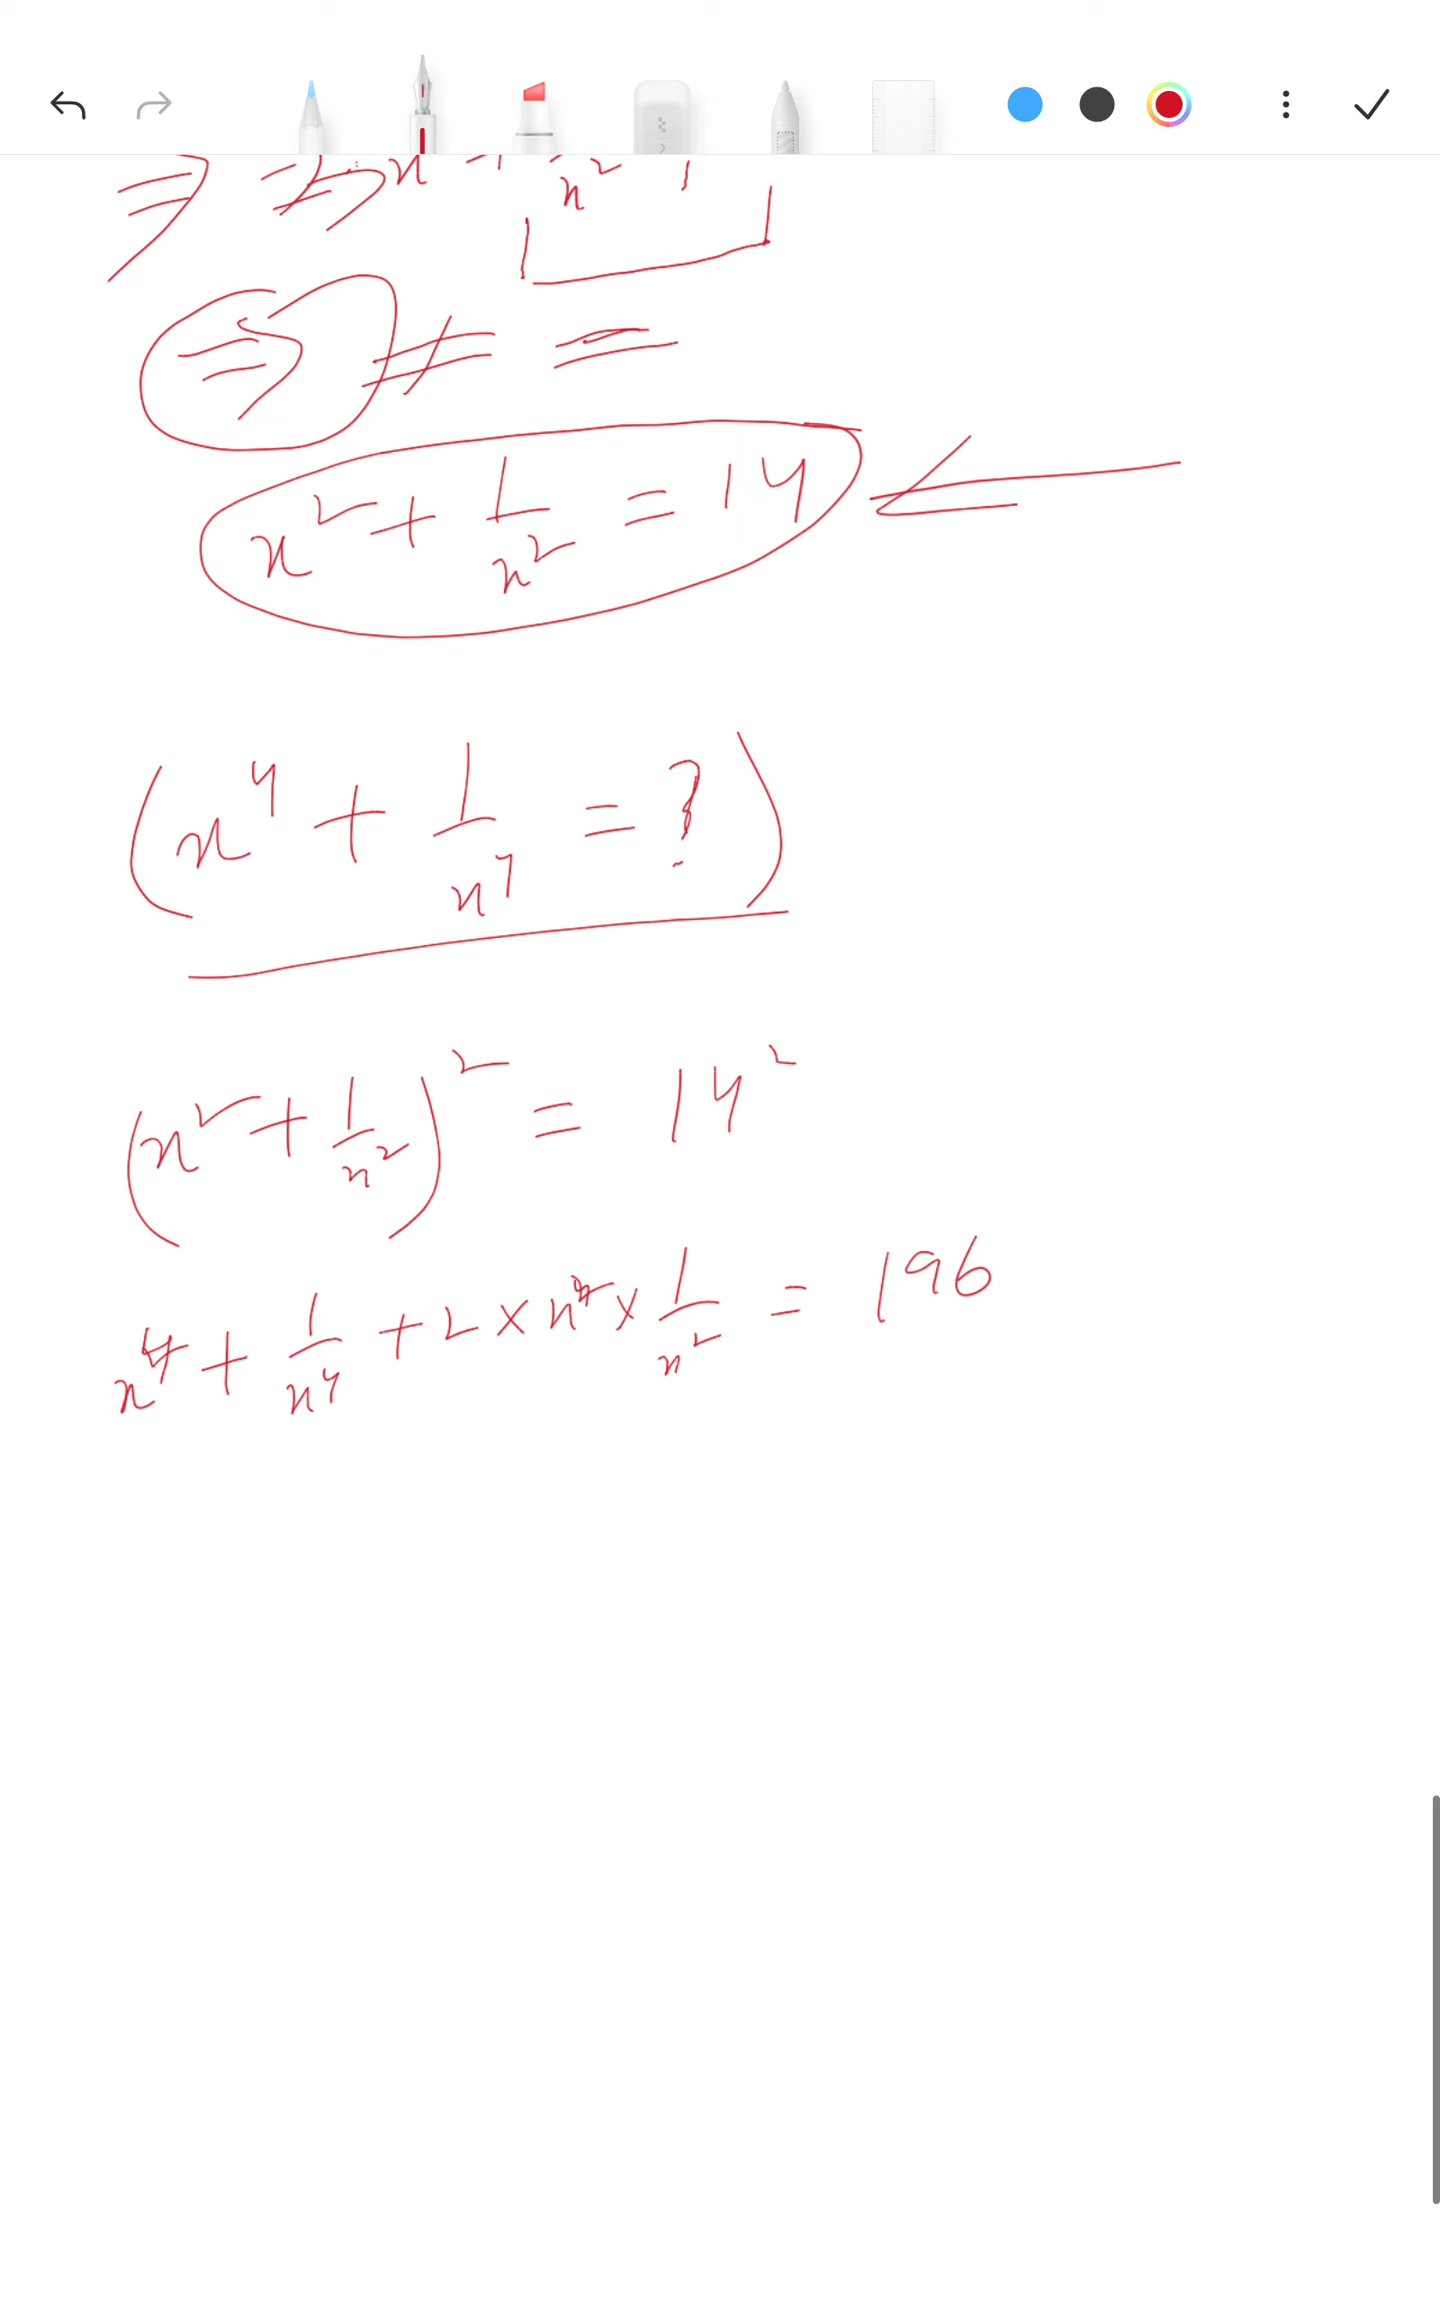 ⇒ ≠ =
x² + 1/x² = 14
(x⁴ + 1/x⁴ = ?)
(x² + 1/x²)² = 14²
x⁴ + 1/x⁴ + 2 × x² × 1/x² = 196